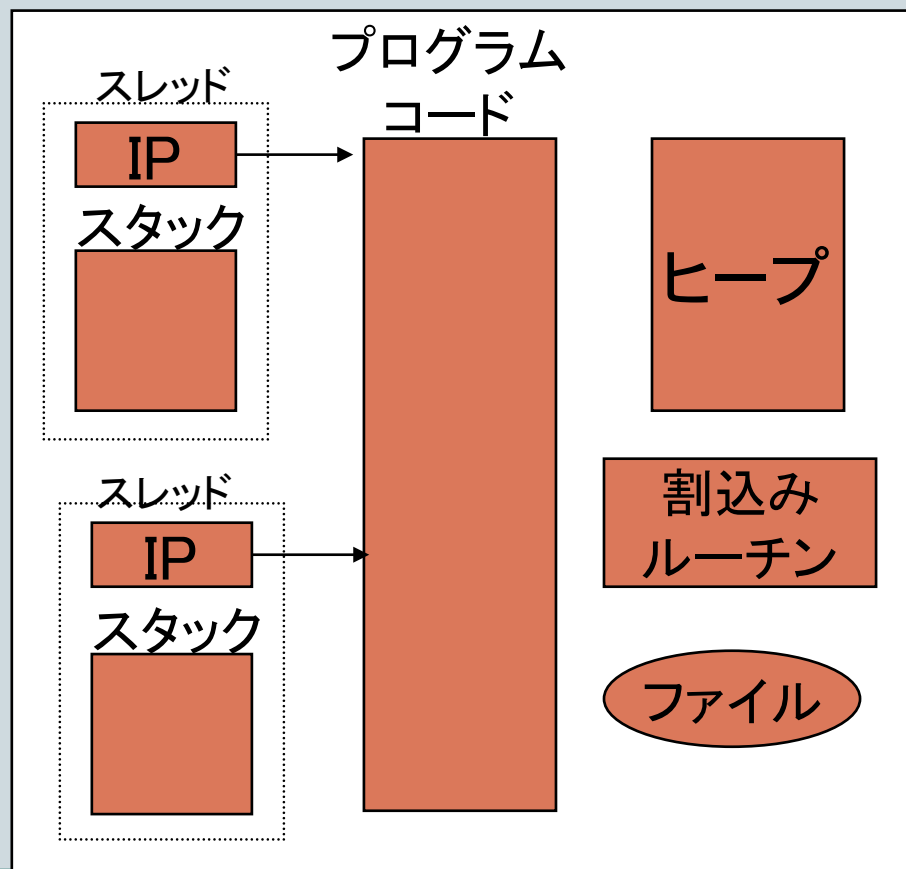 プログラム
コード
スレッド
IP
スタック
ヒープ
割込み
ルーチン
スレッド
IP
スタック
ファイル